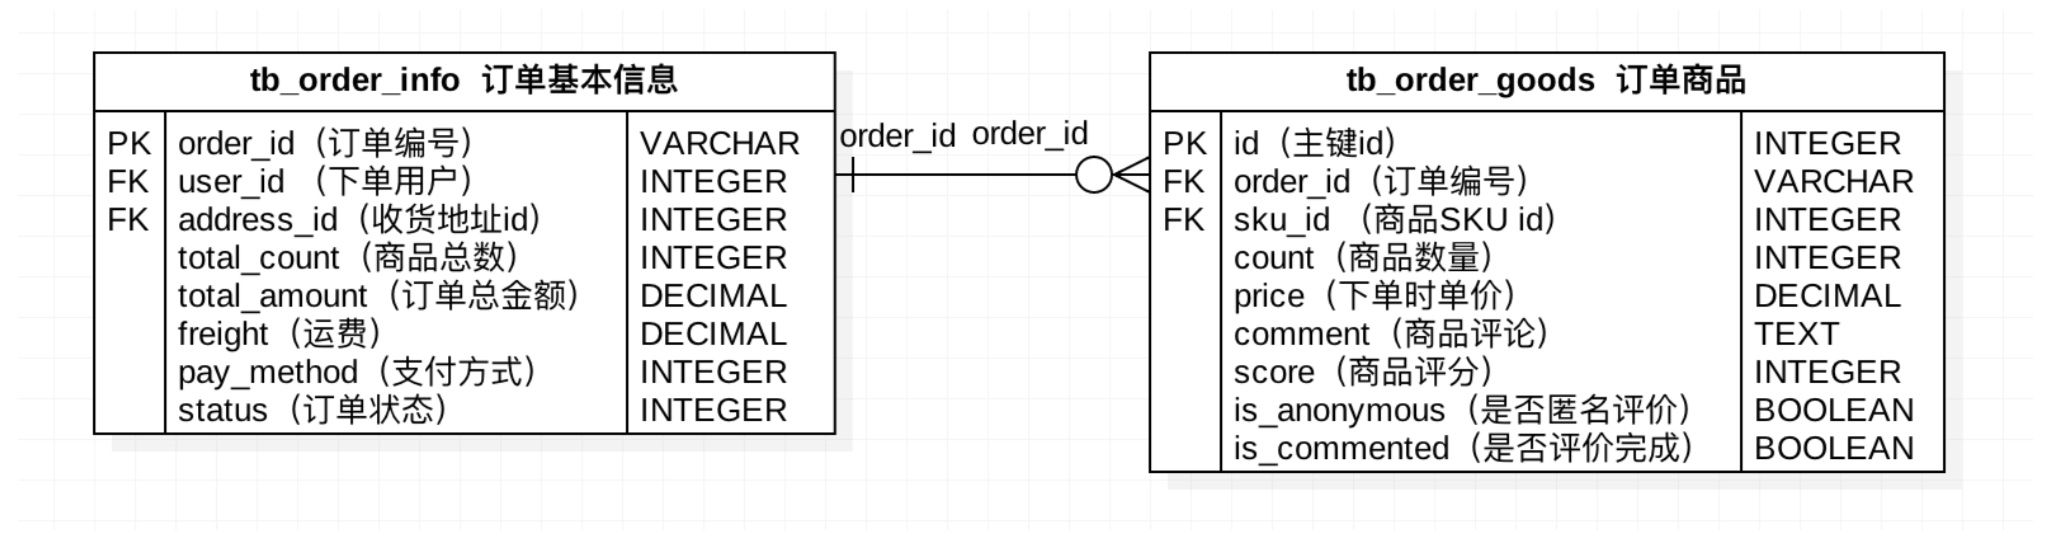 tb_order_info 订单基本信息
PK order_id（订单编号） VARCHAR
FK user_id （下单用户） INTEGER
FK address_id（收货地址id） INTEGER
total_count（商品总数） INTEGER
total_amount（订单总金额） DECIMAL
freight（运费） DECIMAL
pay_method（支付方式） INTEGER
status（订单状态） INTEGER
order_id order_id
tb_order_goods 订单商品
PK id（主键id） INTEGER
FK order_id（订单编号） VARCHAR
FK sku_id （商品SKU id） INTEGER
count（商品数量） INTEGER
price（下单时单价） DECIMAL
comment（商品评论） TEXT
score（商品评分） INTEGER
is_anonymous（是否匿名评价） BOOLEAN
is_commented（是否评价完成） BOOLEAN